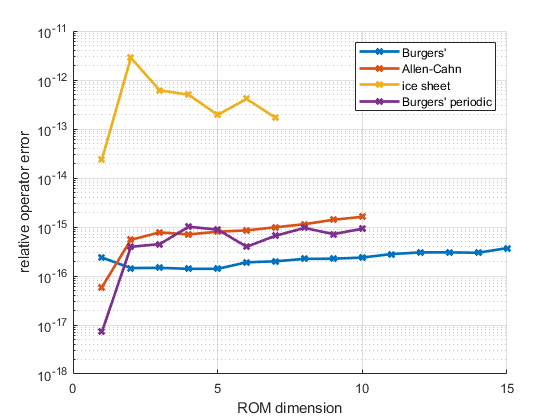 10^-11
10^-12
10^-13
10^-14
10^-15
10^-16
10^-17
10^-18
relative operator error
0 5 10 15
ROM dimension
Burgers'
Allen-Cahn
ice sheet
Burgers' periodic